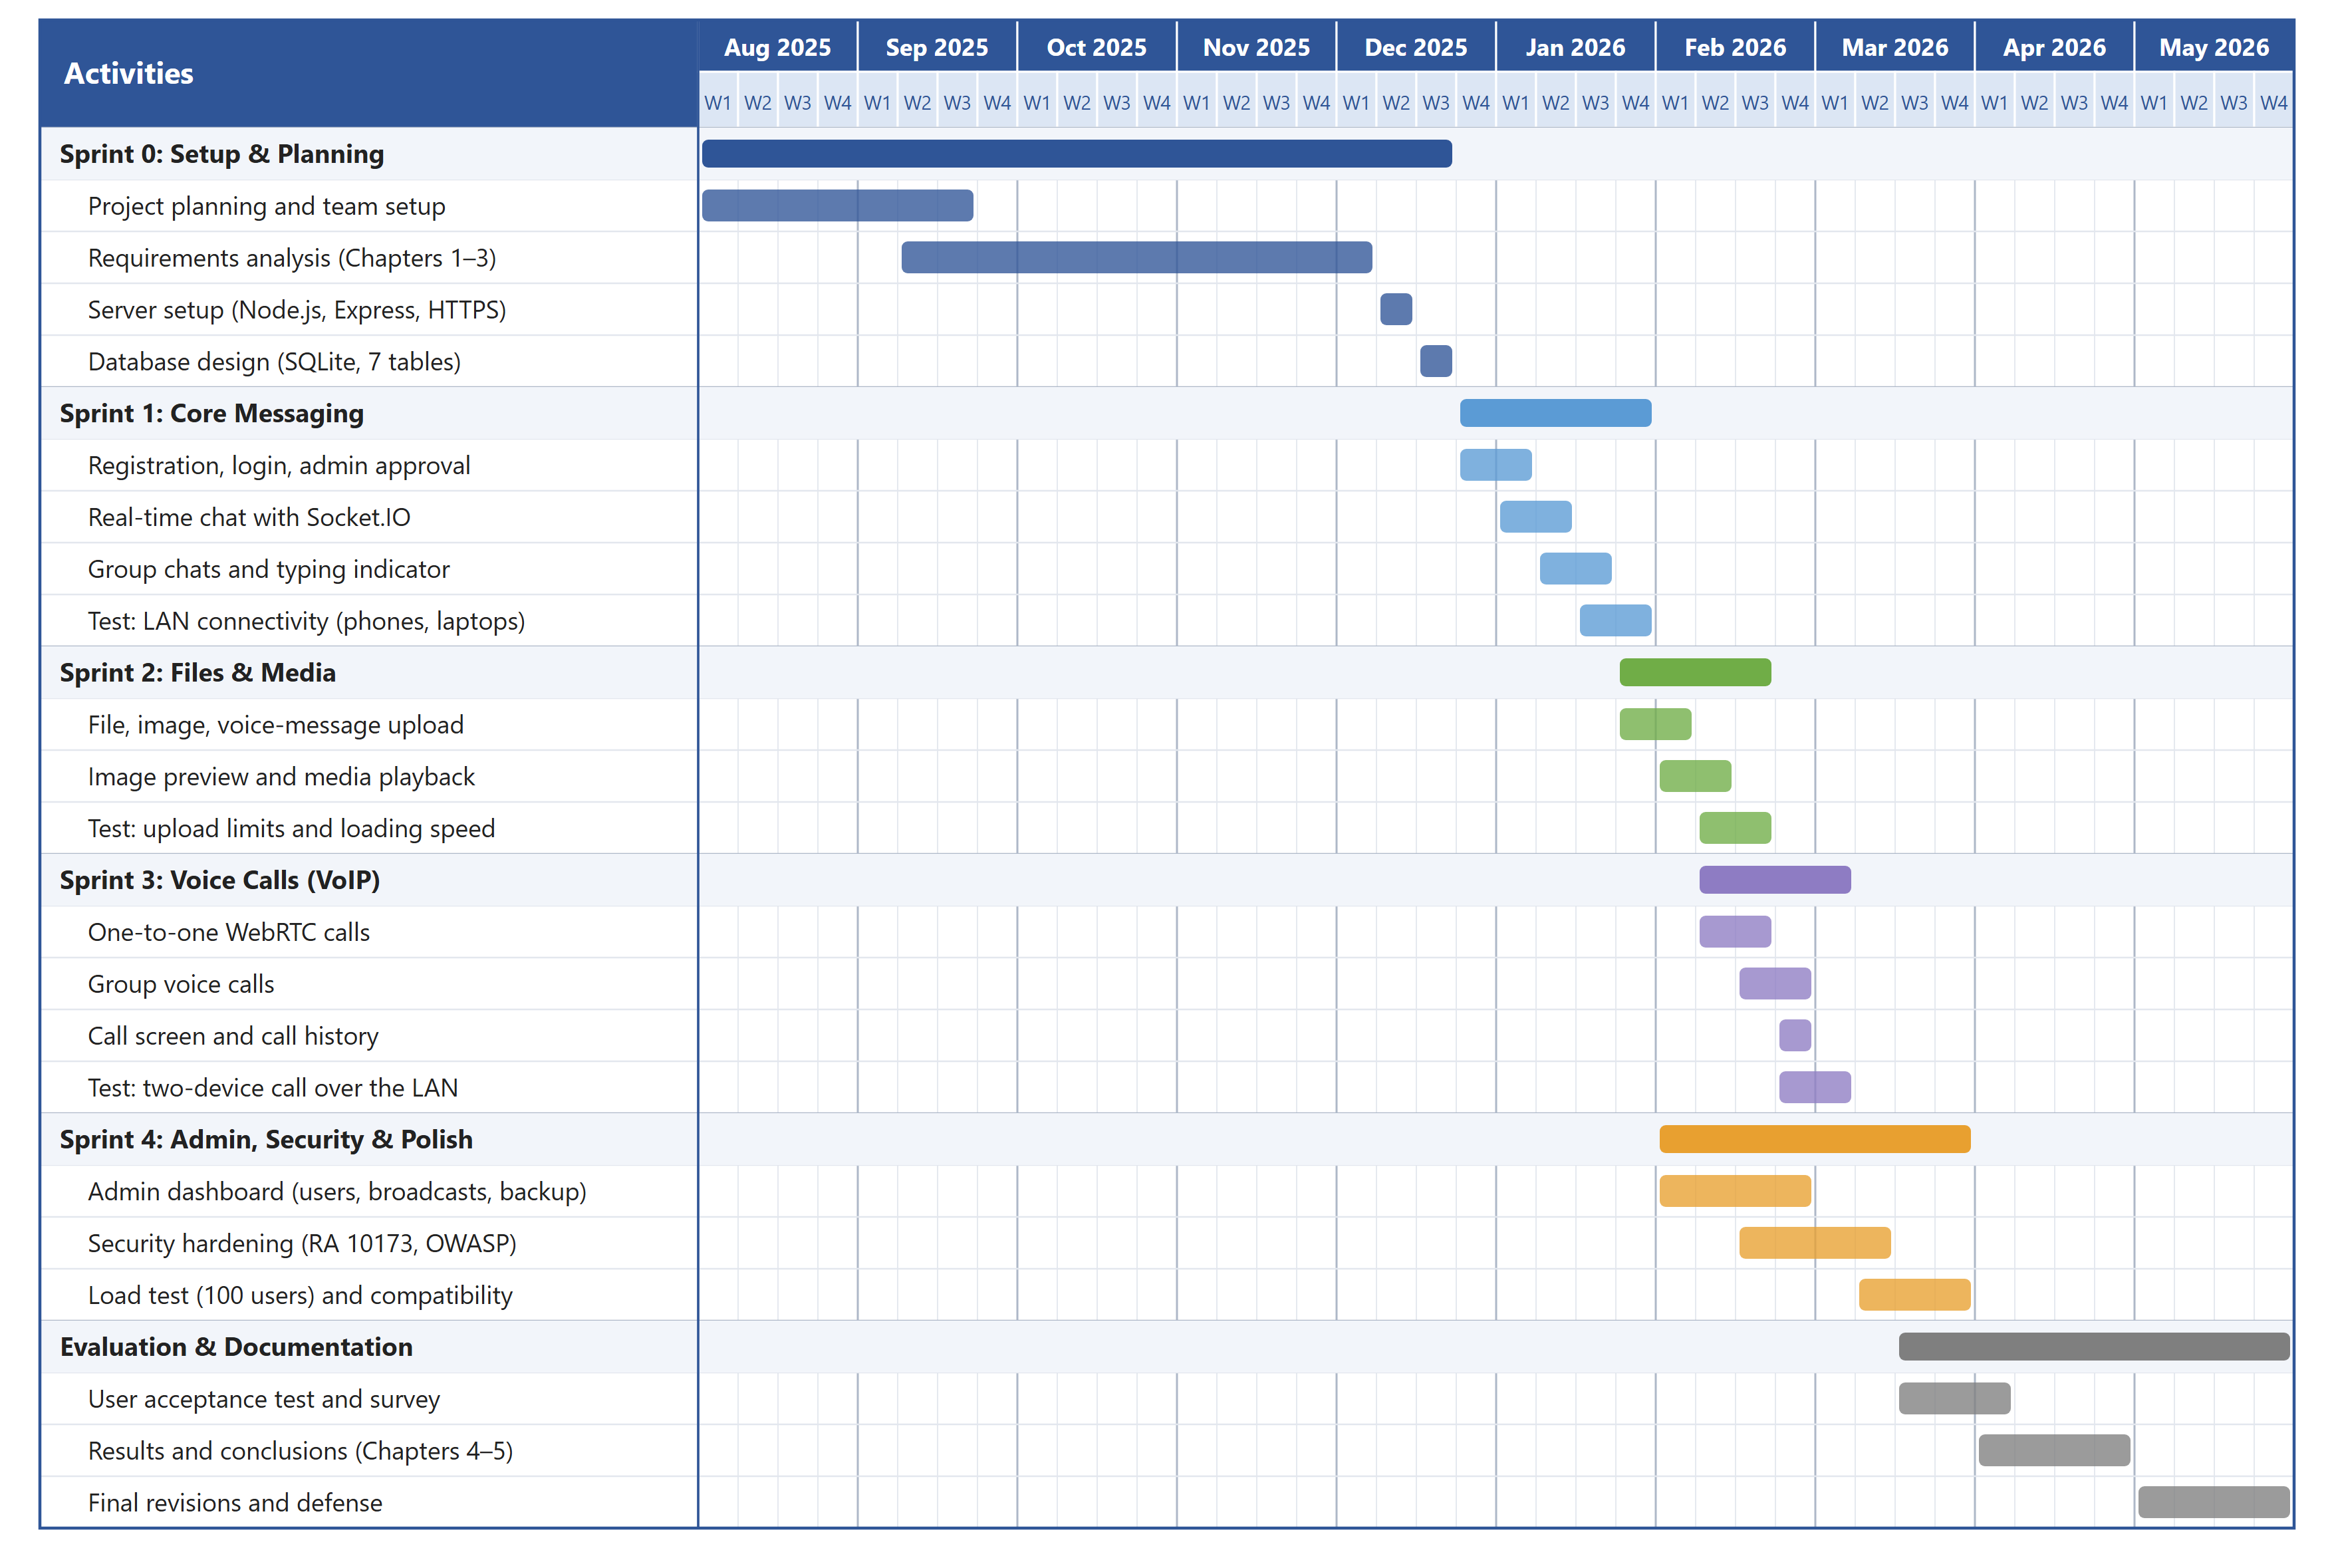 Activities
Aug 2025 Sep 2025 Oct 2025 Nov 2025 Dec 2025 Jan 2026 Feb 2026 Mar 2026 Apr 2026 May 2026
W1 W2 W3 W4 W1 W2 W3 W4 W1 W2 W3 W4 W1 W2 W3 W4 W1 W2 W3 W4 W1 W2 W3 W4 W1 W2 W3 W4 W1 W2 W3 W4 W1 W2 W3 W4 W1 W2 W3 W4
Sprint 0: Setup & Planning
Project planning and team setup
Requirements analysis (Chapters 1–3)
Server setup (Node.js, Express, HTTPS)
Database design (SQLite, 7 tables)
Sprint 1: Core Messaging
Registration, login, admin approval
Real-time chat with Socket.IO
Group chats and typing indicator
Test: LAN connectivity (phones, laptops)
Sprint 2: Files & Media
File, image, voice-message upload
Image preview and media playback
Test: upload limits and loading speed
Sprint 3: Voice Calls (VoIP)
One-to-one WebRTC calls
Group voice calls
Call screen and call history
Test: two-device call over the LAN
Sprint 4: Admin, Security & Polish
Admin dashboard (users, broadcasts, backup)
Security hardening (RA 10173, OWASP)
Load test (100 users) and compatibility
Evaluation & Documentation
User acceptance test and survey
Results and conclusions (Chapters 4–5)
Final revisions and defense